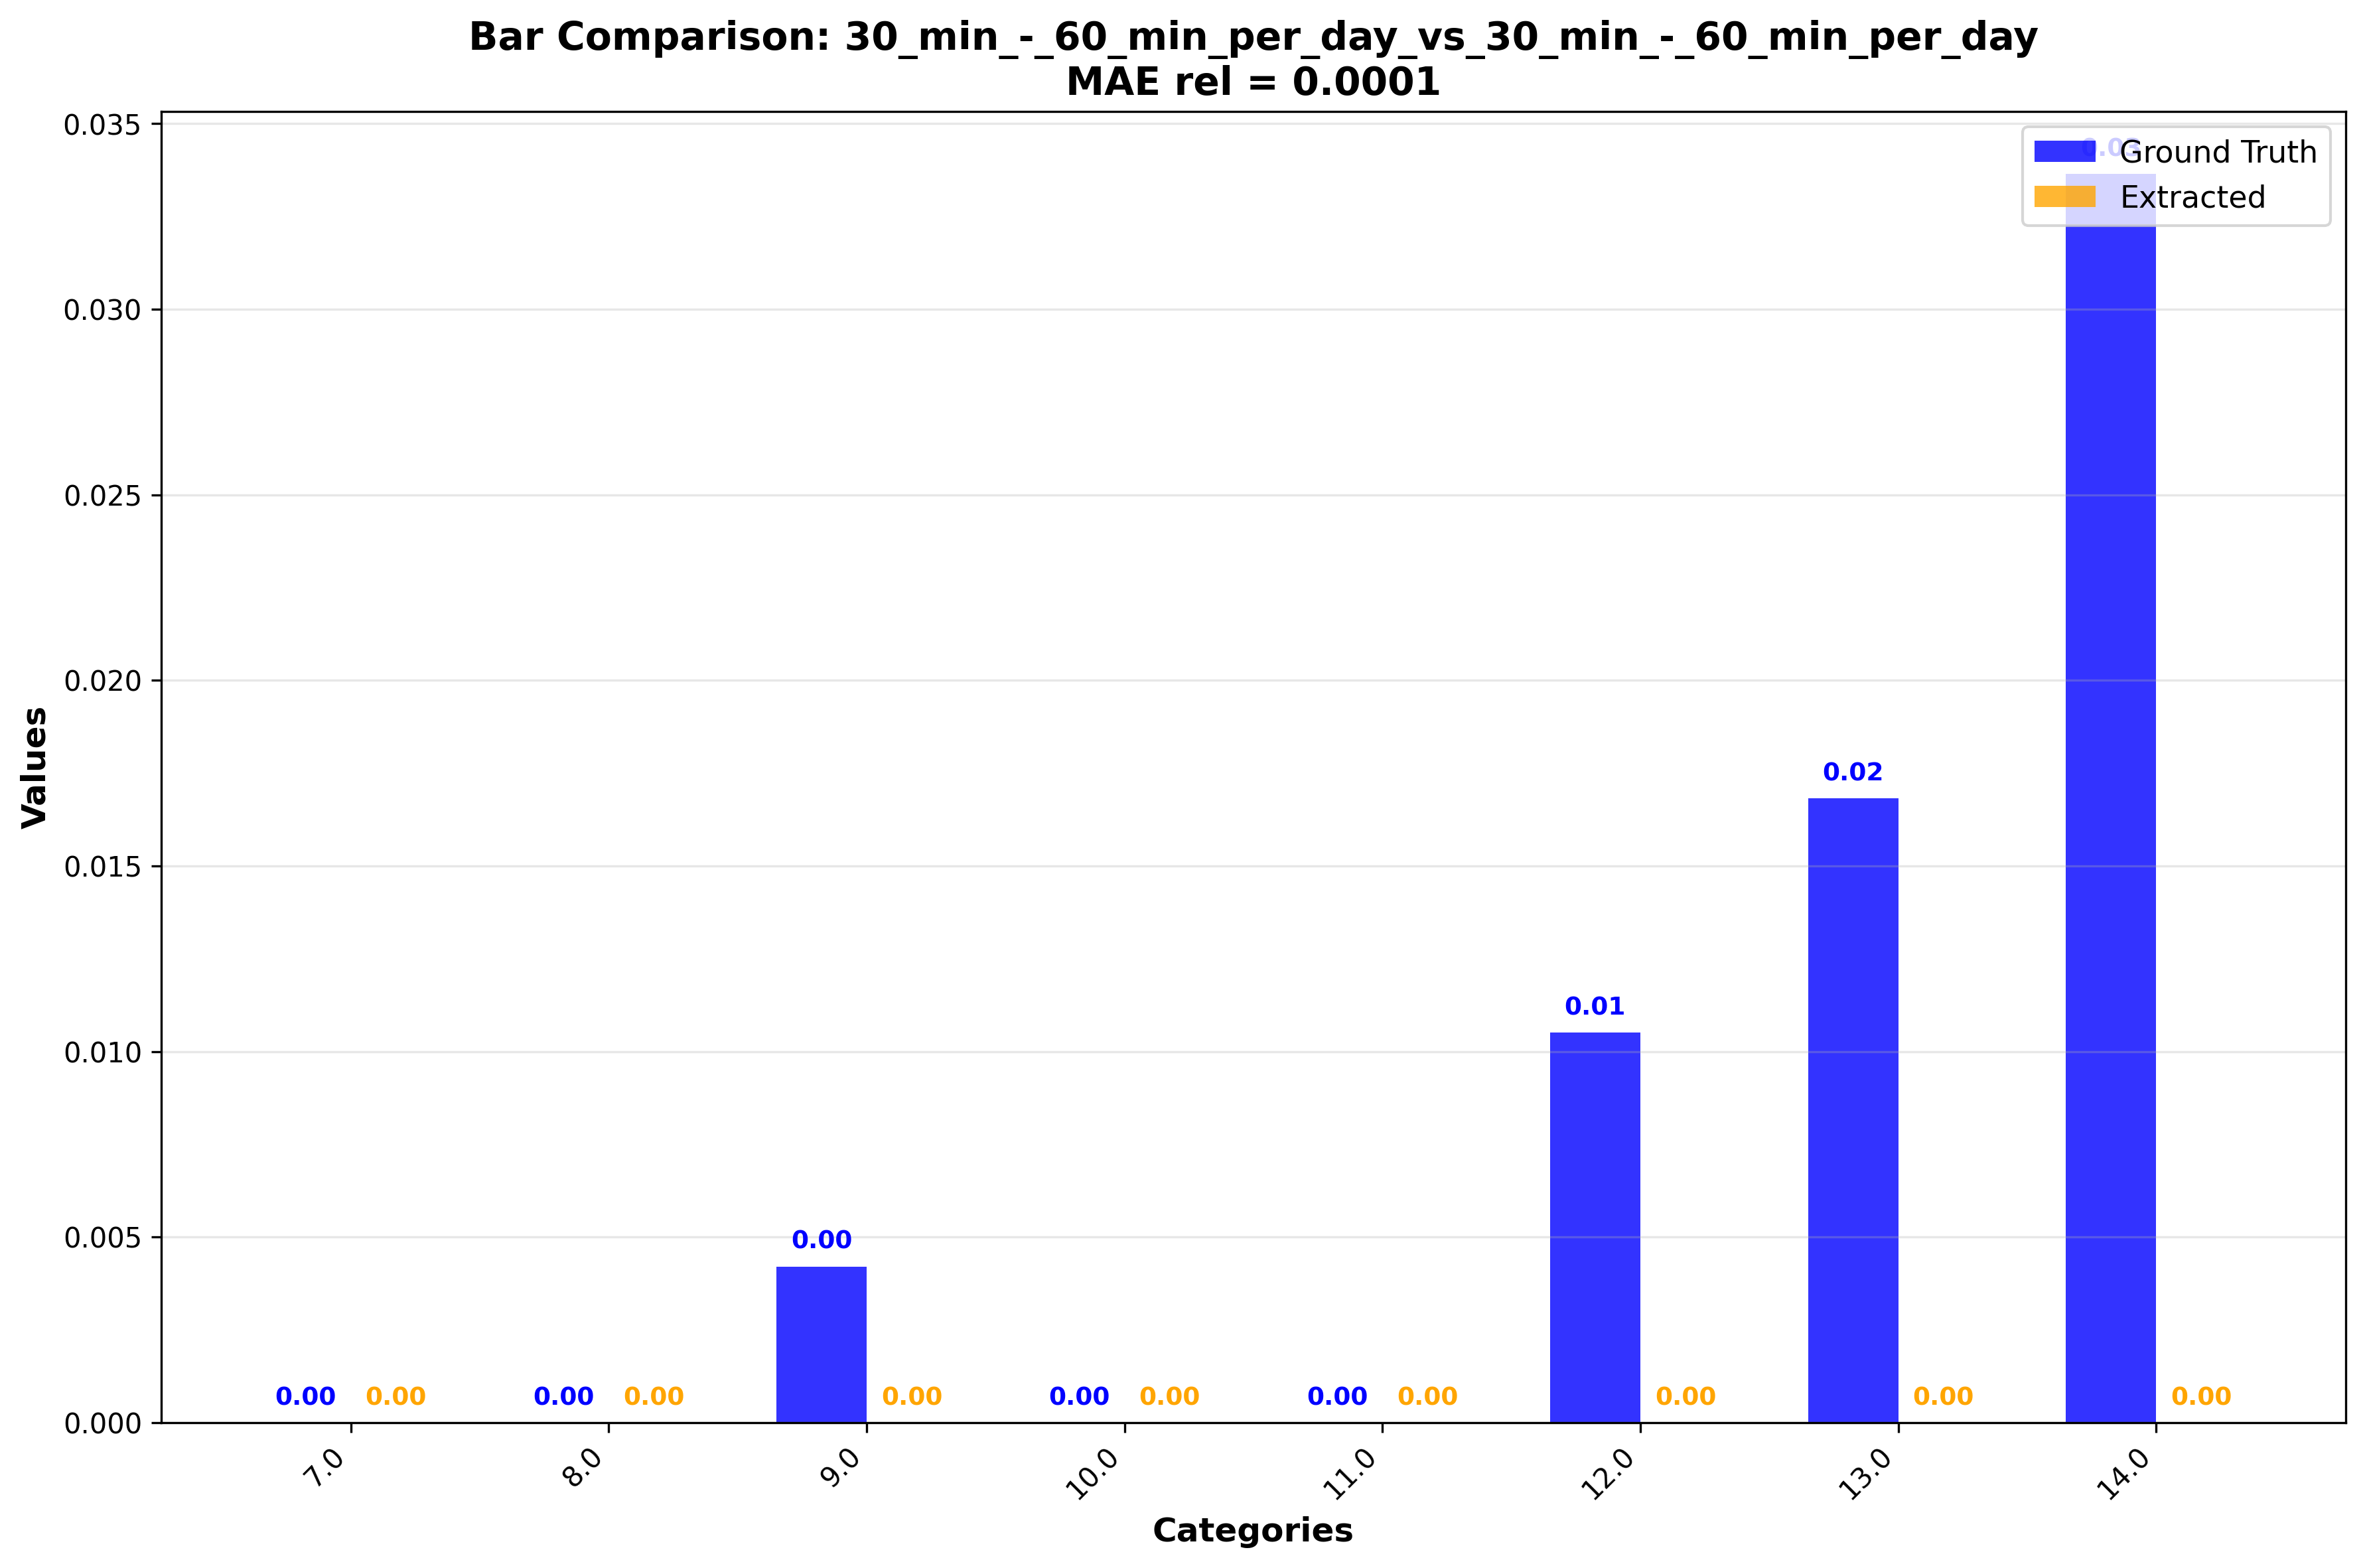 Bar Comparison: 30_min_-_60_min_per_day_vs_30_min_-_60_min_per_day
MAE rel = 0.0001
0.035
0.030
0.025
0.020
0.015
0.010
0.005
0.000
Values
0.03
Ground Truth
Extracted
0.02
0.01
0.00
0.00 0.00 0.00 0.00 0.00 0.00 0.00 0.00 0.00 0.00 0.00 0.00
7.0 8.0 9.0 10.0 11.0 12.0 13.0 14.0
Categories